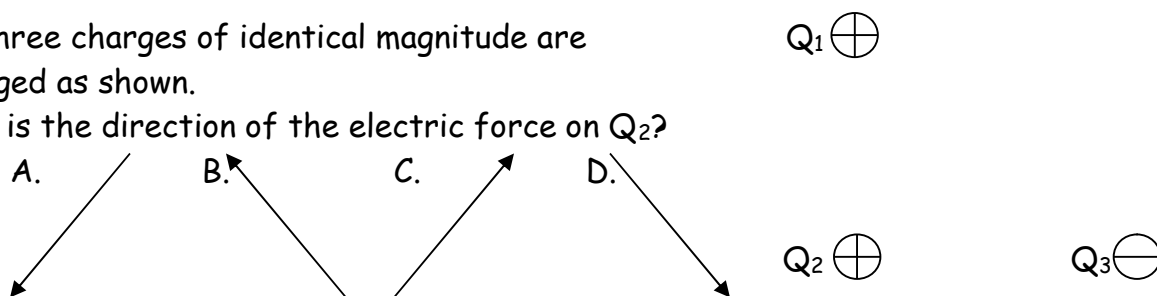 hree charges of identical magnitude are
ged as shown.
is the direction of the electric force on Q₂?
A. B. C. D.
Q₁
Q₂ Q₃